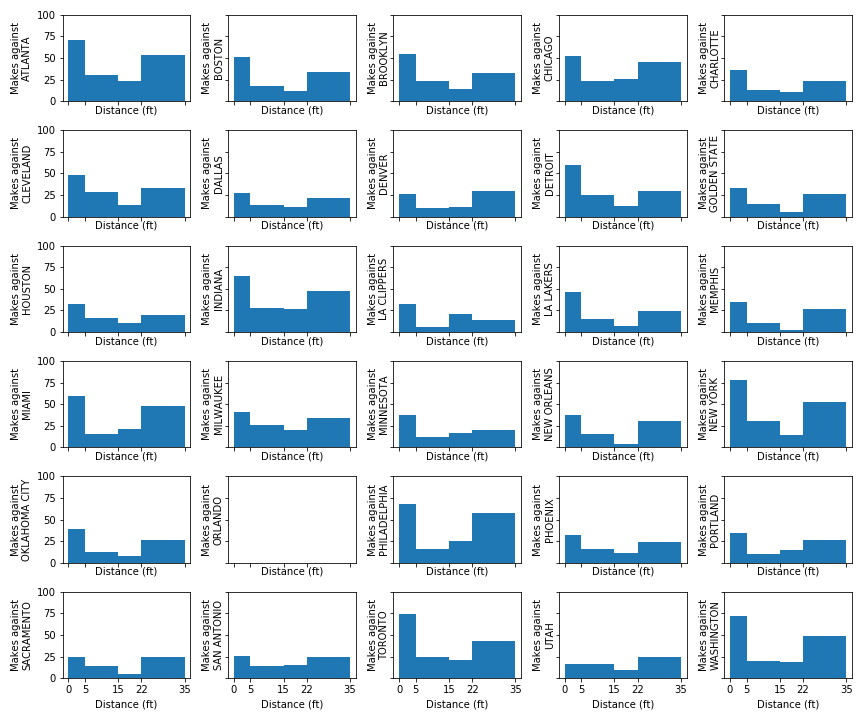 100
75
50
25
0
Makes against
ATLANTA
Distance (ft)
Makes against
BOSTON
Distance (ft)
Makes against
BROOKLYN
Distance (ft)
Makes against
CHICAGO
Distance (ft)
Makes against
CHARLOTTE
Distance (ft)
100
75
50
25
0
Makes against
CLEVELAND
Distance (ft)
Makes against
DALLAS
Distance (ft)
Makes against
DENVER
Distance (ft)
Makes against
DETROIT
Distance (ft)
Makes against
GOLDEN STATE
Distance (ft)
100
75
50
25
0
Makes against
HOUSTON
Distance (ft)
Makes against
INDIANA
Distance (ft)
Makes against
LA CLIPPERS
Distance (ft)
Makes against
LA LAKERS
Distance (ft)
Makes against
MEMPHIS
Distance (ft)
100
75
50
25
0
Makes against
MIAMI
Distance (ft)
Makes against
MILWAUKEE
Distance (ft)
Makes against
MINNESOTA
Distance (ft)
Makes against
NEW ORLEANS
Distance (ft)
Makes against
NEW YORK
Distance (ft)
100
75
50
25
0
Makes against
OKLAHOMA CITY
Distance (ft)
Makes against
ORLANDO
Distance (ft)
Makes against
PHILADELPHIA
Distance (ft)
Makes against
PHOENIX
Distance (ft)
Makes against
PORTLAND
Distance (ft)
100
75
50
25
0
Makes against
SACRAMENTO
0 5 15 22 35
Distance (ft)
Makes against
SAN ANTONIO
0 5 15 22 35
Distance (ft)
Makes against
TORONTO
0 5 15 22 35
Distance (ft)
Makes against
UTAH
0 5 15 22 35
Distance (ft)
Makes against
WASHINGTON
0 5 15 22 35
Distance (ft)